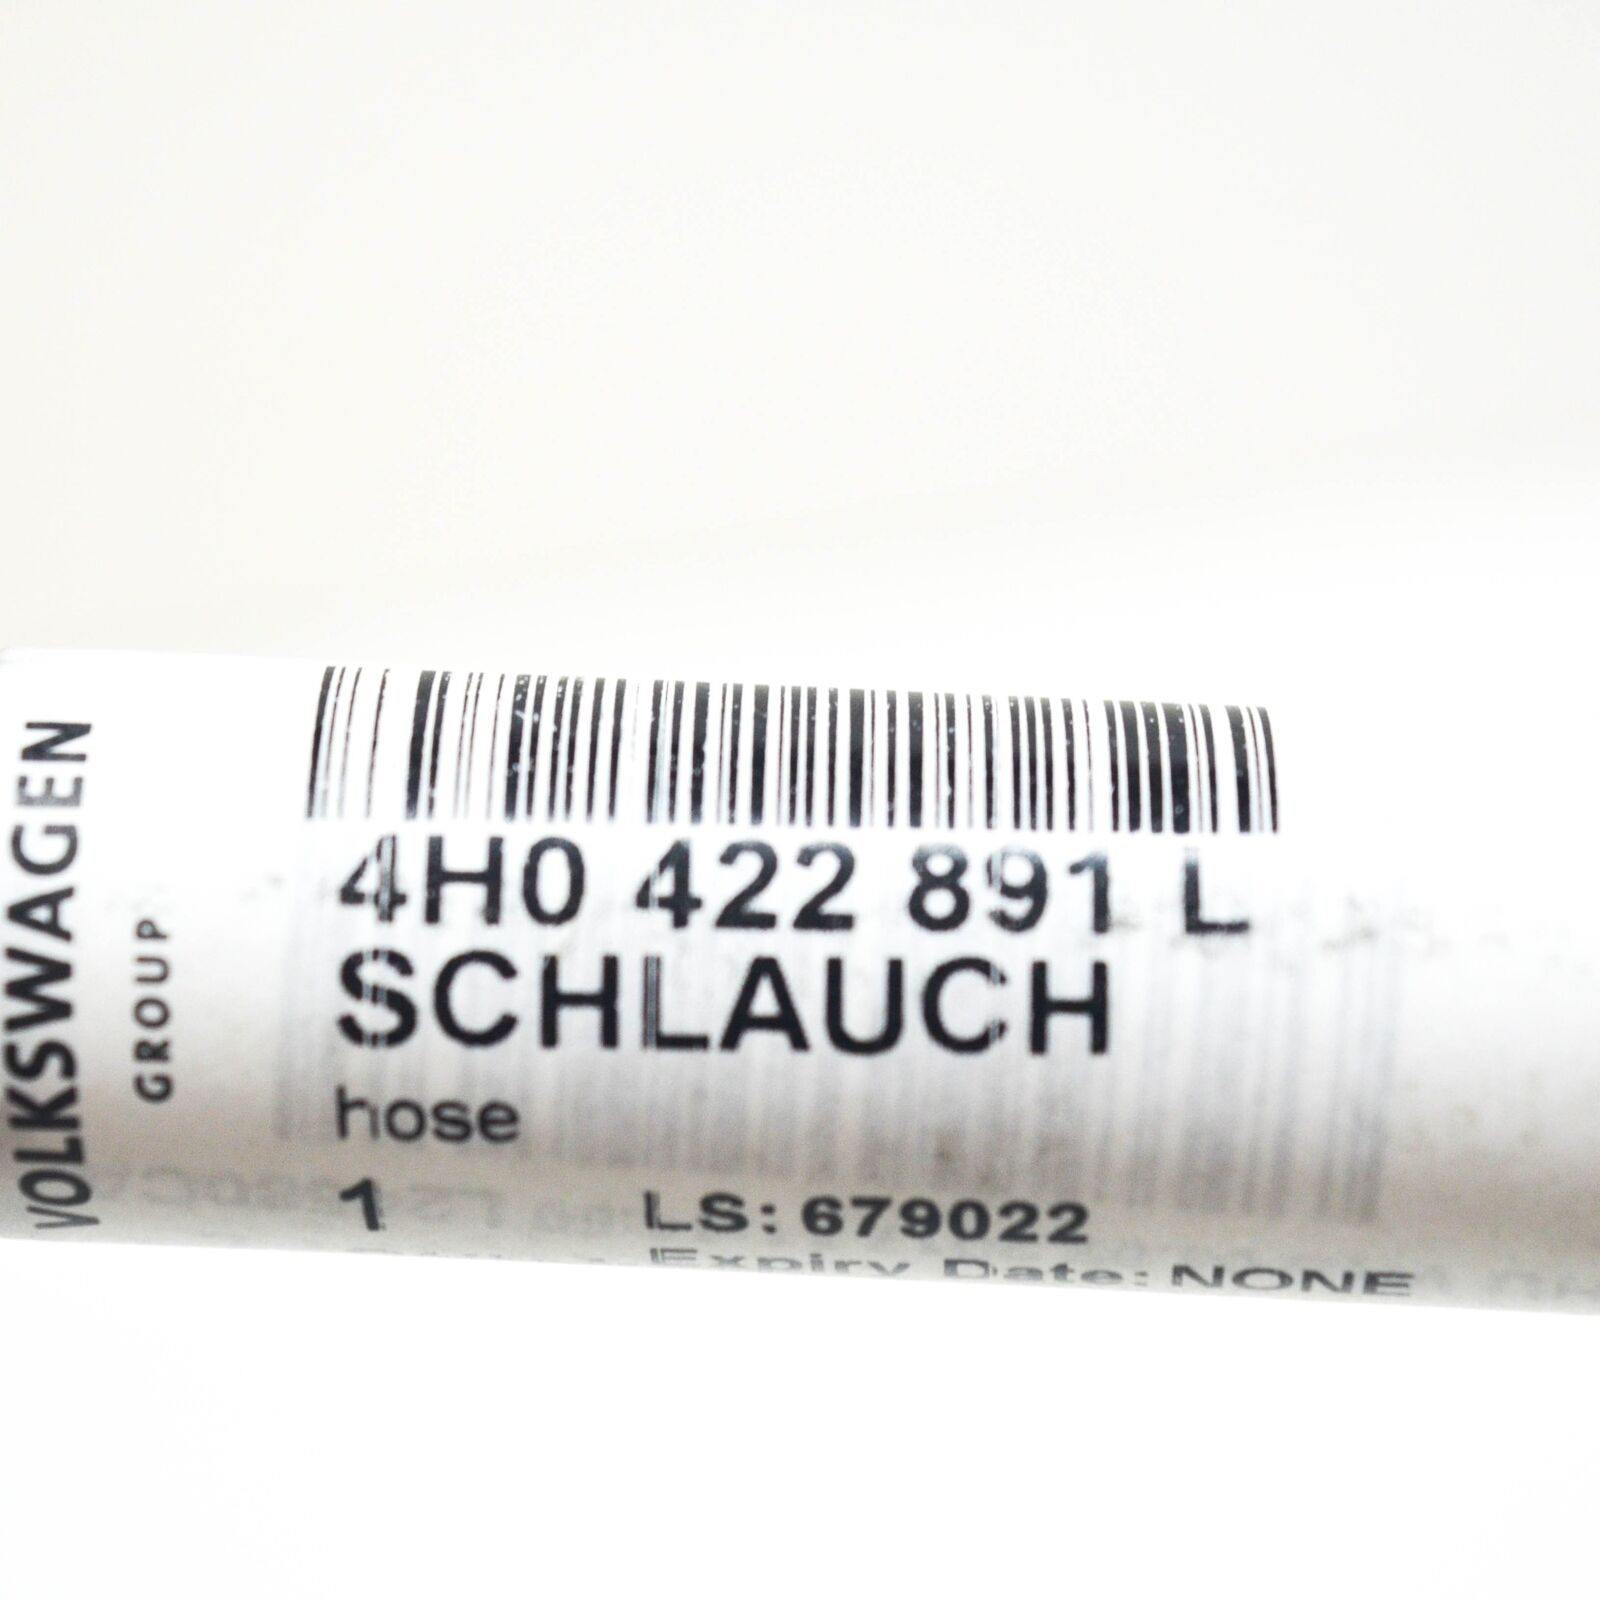 VOLKSWAGEN
GROUP
4H0 422 891 L
SCHLAUCH
hose
1 LS: 679022
Expiry Date: NONE